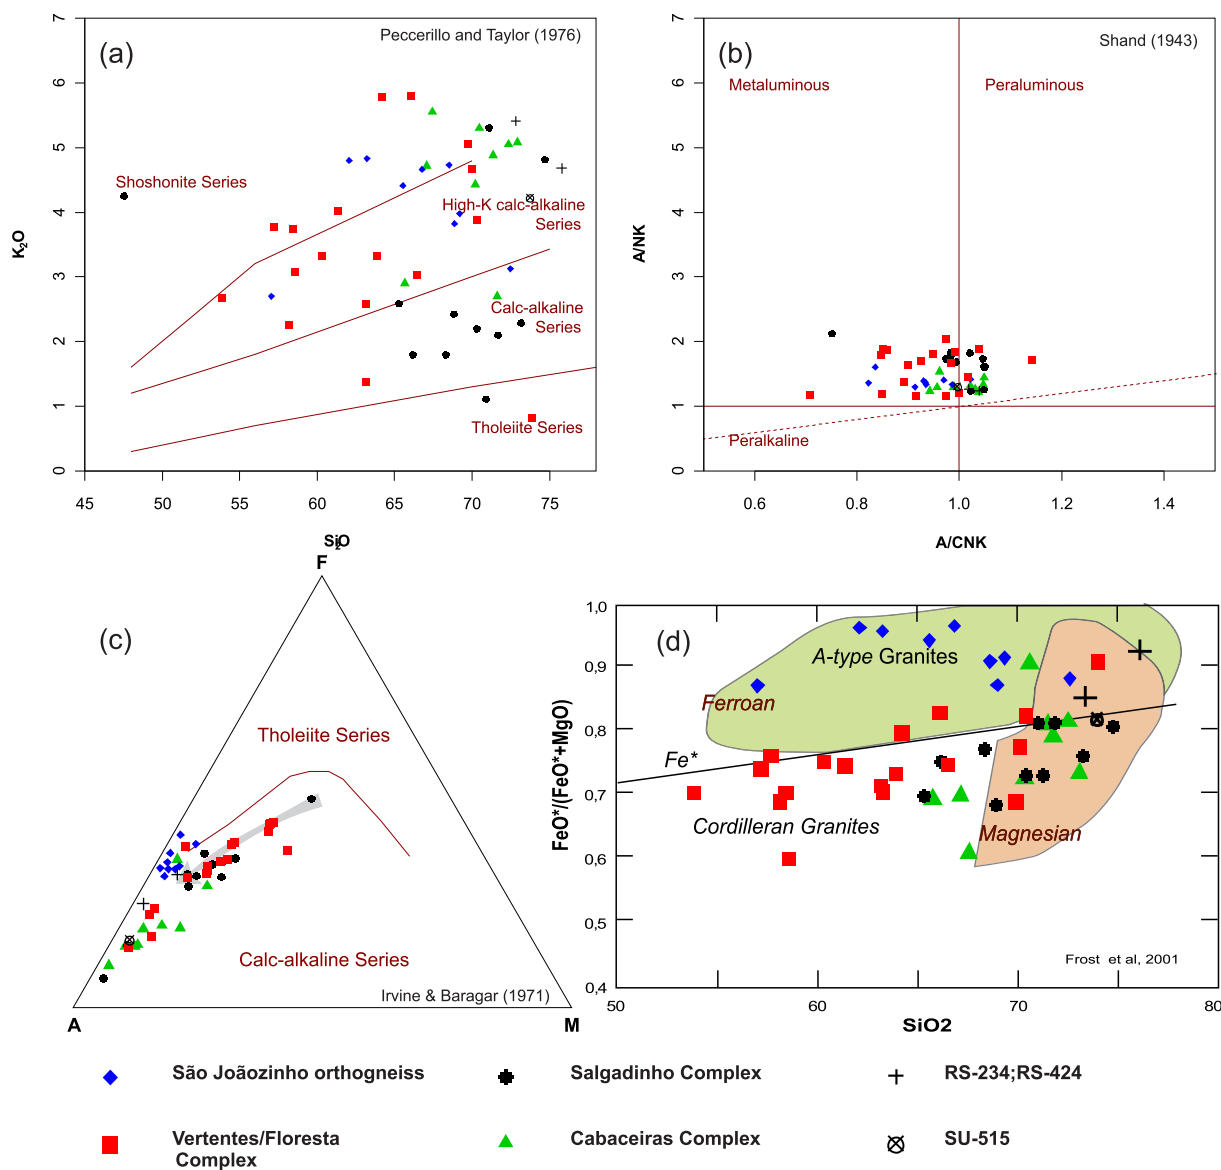 (a)
Peccerillo and Taylor (1976)
7
6
5
4
3
2
1
0
K2O
Shoshonite Series
High-K calc-alkaline
Series
Calc-alkaline
Series
Tholeiite Series
45
50
55
60
65
70
75
Si2O
(b)
Shand (1943)
7
6
5
4
3
2
1
0
A/NK
Metaluminous
Peraluminous
Peralkaline
0.6
0.8
1.0
1.2
1.4
A/CNK
(c)
F
Tholeiite Series
Calc-alkaline Series
Irvine & Baragar (1971)
A
M
(d)
1,0
0,9
0,8
0,7
0,6
0,5
0,4
FeO*/(FeO*+MgO)
A-type Granites
Ferroan
Fe*
Cordilleran Granites
Magnesian
Frost et al, 2001
50
60
70
80
SiO2
São Joãozinho orthogneiss
Salgadinho Complex
RS-234;RS-424
Vertentes/Floresta
Complex
Cabaceiras Complex
SU-515